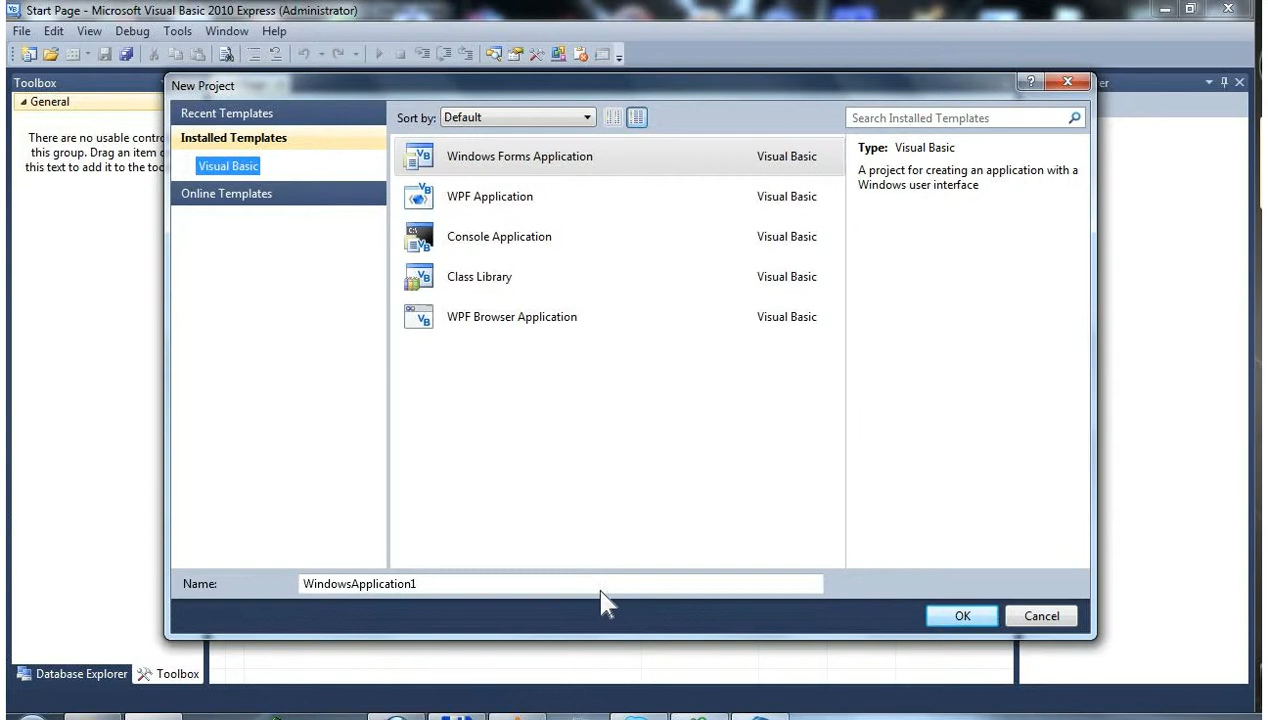 Start Page - Microsoft Visual Basic 2010 Express (Administrator)
File Edit View Debug Tools Window Help
Toolbox
General
There are no usable contro
this group. Drag an item o
this text to add it to the too
New Project
Recent Templates
Installed Templates
Visual Basic
Online Templates
Sort by: Default
Search Installed Templates
Windows Forms Application Visual Basic
WPF Application Visual Basic
Console Application Visual Basic
Class Library Visual Basic
WPF Browser Application Visual Basic
Type: Visual Basic
A project for creating an application with a
Windows user interface
er
Name: WindowsApplication1
OK Cancel
Database Explorer Toolbox